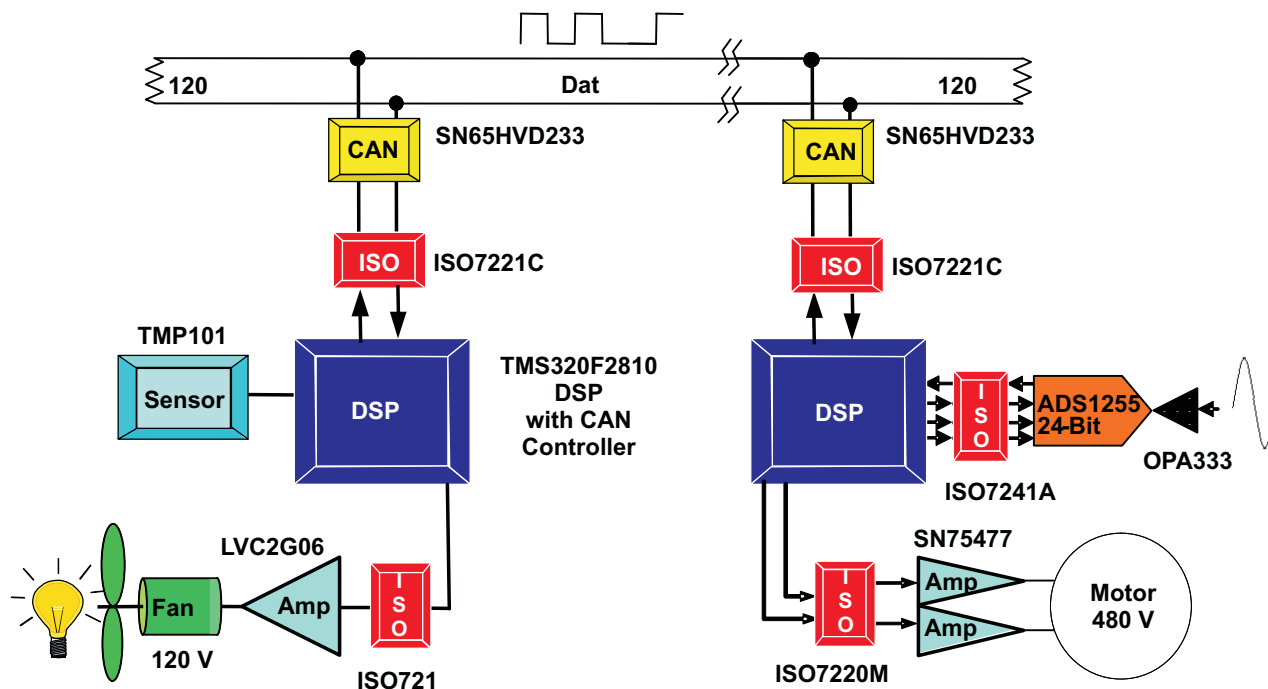 120
Dat
120
CAN
SN65HVD233
CAN
SN65HVD233
ISO
ISO7221C
ISO
ISO7221C
TMP101
Sensor
DSP
TMS320F2810
DSP
with CAN
Controller
DSP
ISO
ADS1255
24-Bit
OPA333
ISO7241A
LVC2G06
Fan
120 V
Amp
ISO
ISO721
ISO
ISO7220M
SN75477
Amp
Amp
Motor
480 V